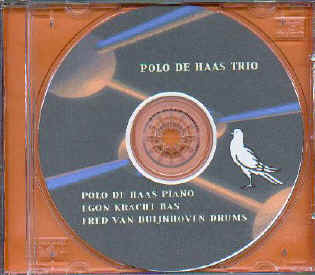 POLO DE HAAS TRIO
POLO DE HAAS PIANO
EGON KRACHT BAS
FRED VAN DUIJNHOVEN DRUMS